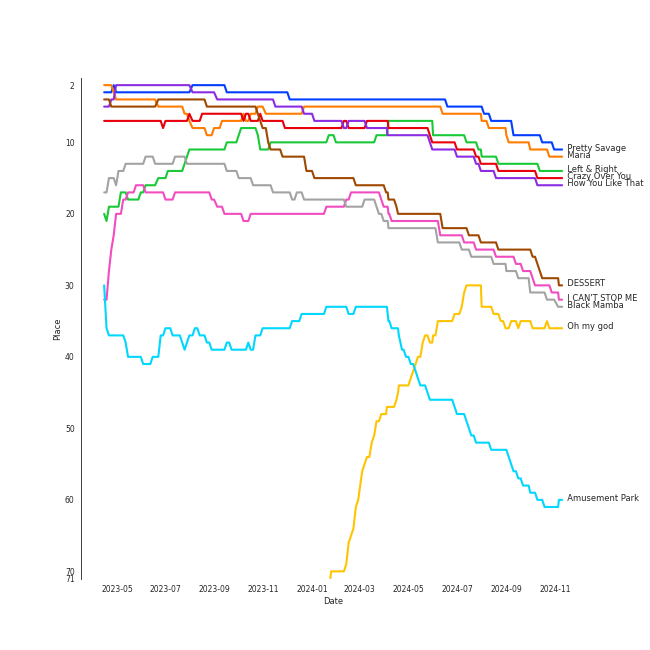 2
10
20
30
40
50
60
70
71
Place
2023-05 2023-07 2023-09 2023-11 2024-01 2024-03 2024-05 2024-07 2024-09 2024-11
Date
Pretty Savage
Maria
Left & Right
Crazy Over You
How You Like That
DESSERT
I CAN'T STOP ME
Black Mamba
Oh my god
Amusement Park